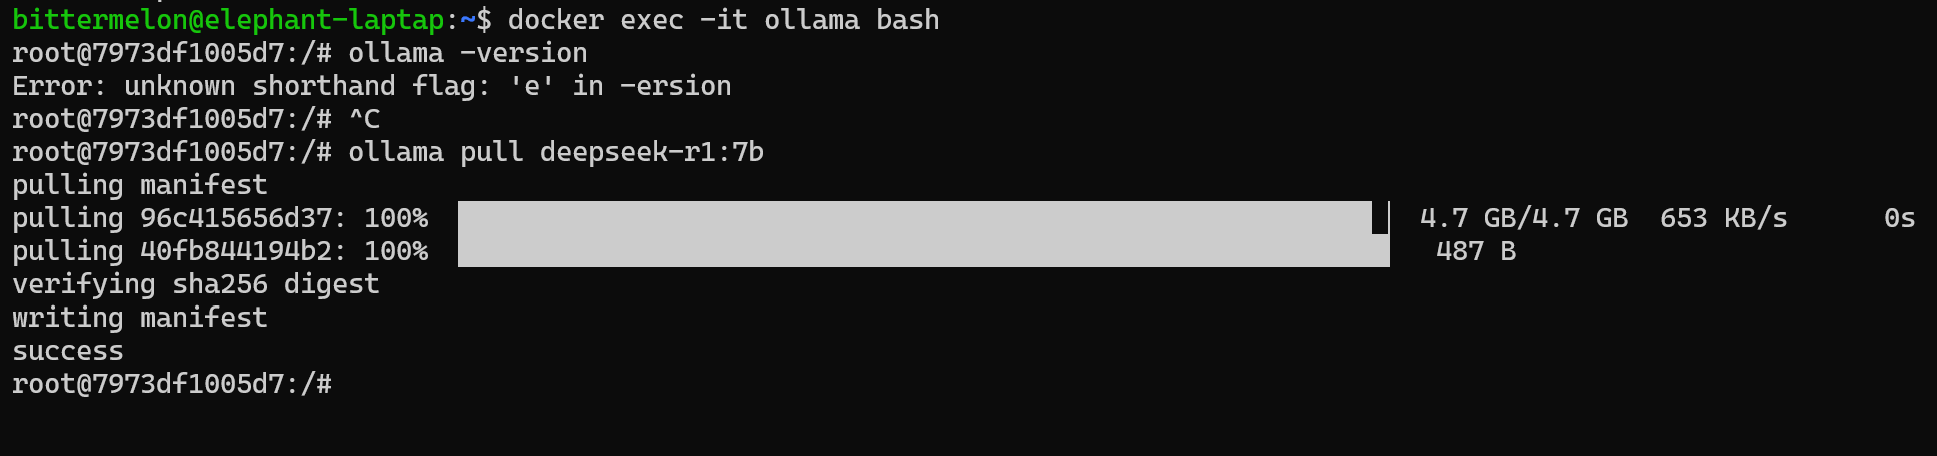 bittermelon@elephant-laptap:~$ docker exec -it ollama bash
root@7973df1005d7:/# ollama -version
Error: unknown shorthand flag: 'e' in -ersion
root@7973df1005d7:/# ^C
root@7973df1005d7:/# ollama pull deepseek-r1:7b
pulling manifest
pulling 96c415656d37: 100% 4.7 GB/4.7 GB 653 KB/s 0s
pulling 40fb844194b2: 100% 487 B
verifying sha256 digest
writing manifest
success
root@7973df1005d7:/#